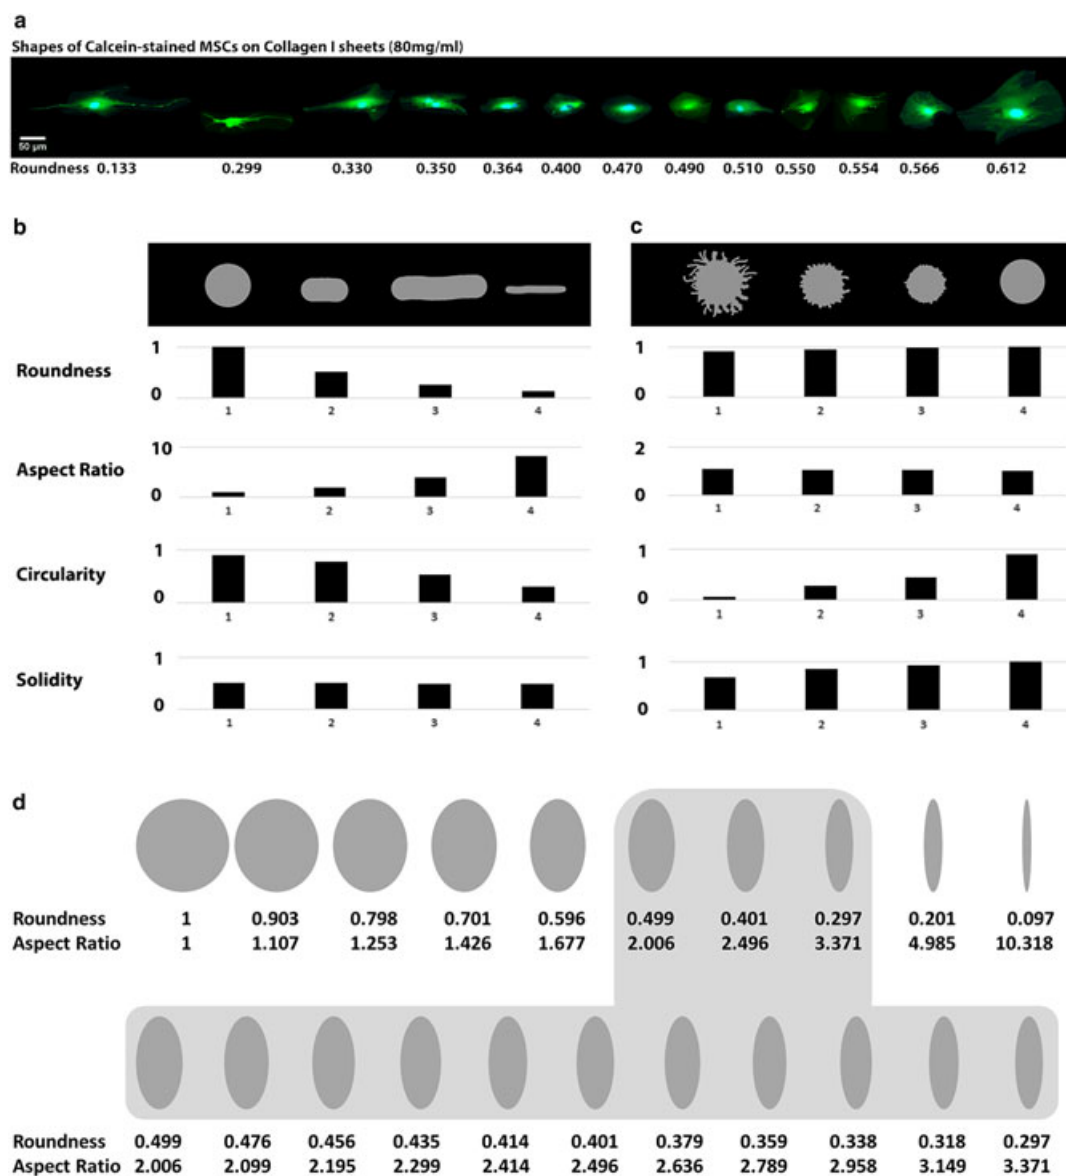 a
Shapes of Calcein-stained MSCs on Collagen I sheets (80mg/ml)
50 µm
Roundness 0.133 0.299 0.330 0.350 0.364 0.400 0.470 0.490 0.510 0.550 0.554 0.566 0.612
b
Roundness
1
0
1 2 3 4
Aspect Ratio
10
0
1 2 3 4
Circularity
1
0
1 2 3 4
Solidity
1
0
1 2 3 4
c
1
0
1 2 3 4
2
0
1 2 3 4
1
0
1 2 3 4
1
0
1 2 3 4
d
Roundness 1 0.903 0.798 0.701 0.596 0.499 0.401 0.297 0.201 0.097
Aspect Ratio 1 1.107 1.253 1.426 1.677 2.006 2.496 3.371 4.985 10.318
Roundness 0.499 0.476 0.456 0.435 0.414 0.401 0.379 0.359 0.338 0.318 0.297
Aspect Ratio 2.006 2.099 2.195 2.299 2.414 2.496 2.636 2.789 2.958 3.149 3.371